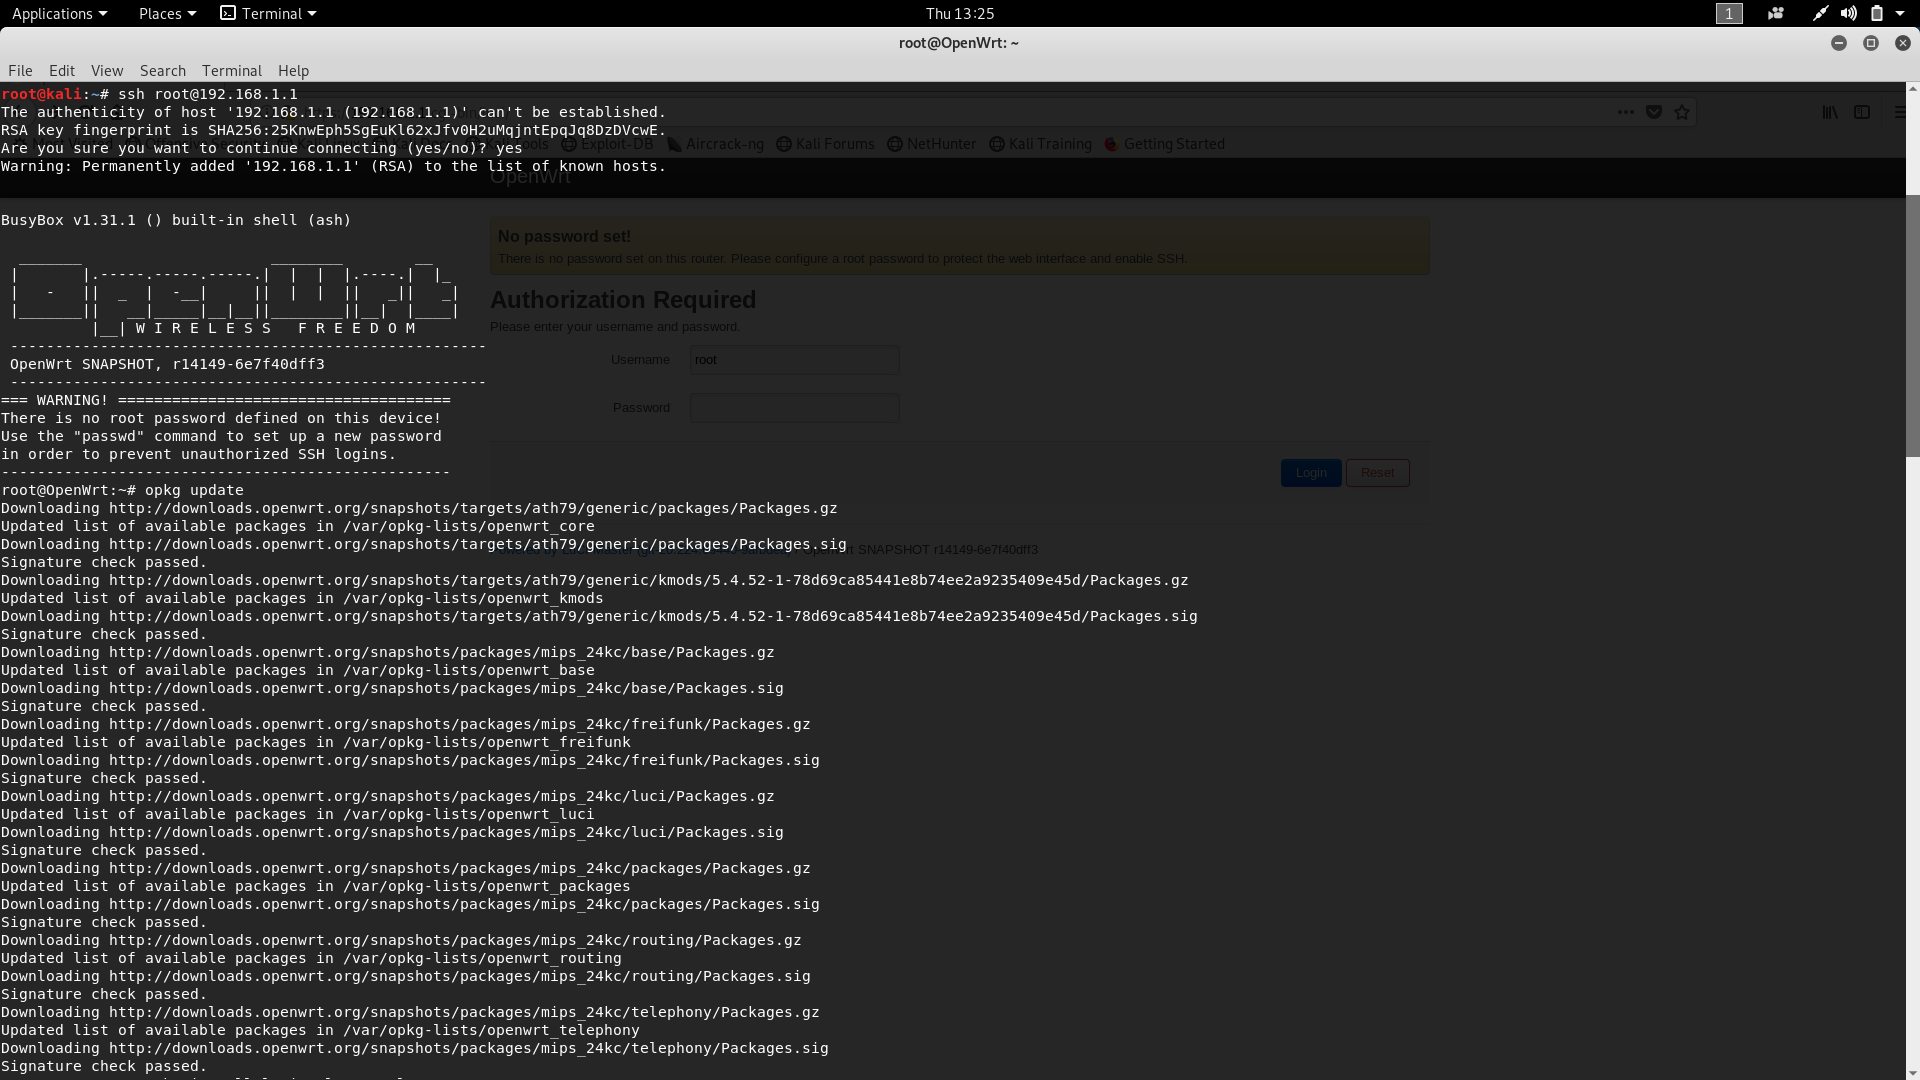 Applications Places Terminal Thu 13:25 1
root@OpenWrt: ~
File Edit View Search Terminal Help
root@kali:~# ssh root@192.168.1.1
The authenticity of host '192.168.1.1 (192.168.1.1)' can't be established.
RSA key fingerprint is SHA256:25KnwEph5SgEuKl62xJfv0H2uMqjntEpqJq8DzDVcwE.
Are you sure you want to continue connecting (yes/no)? yes
Exploit-DB Aircrack-ng Kali Forums NetHunter Kali Training Getting Started
Warning: Permanently added '192.168.1.1' (RSA) to the list of known hosts.
OpenWrt
BusyBox v1.31.1 () built-in shell (ash)
No password set!
There is no password set on this router. Please configure a root password to protect the web interface and enable SSH.
Authorization Required
Please enter your username and password.
Username root
Password
Login Reset
W I R E L E S S F R E E D O M
-----------------------------------------------------
OpenWrt SNAPSHOT, r14149-6e7f40dff3
-----------------------------------------------------
=== WARNING! =====================================
There is no root password defined on this device!
Use the "passwd" command to set up a new password
in order to prevent unauthorized SSH logins.
--------------------------------------------------
root@OpenWrt:~# opkg update
Downloading http://downloads.openwrt.org/snapshots/targets/ath79/generic/packages/Packages.gz
Updated list of available packages in /var/opkg-lists/openwrt_core
Downloading http://downloads.openwrt.org/snapshots/targets/ath79/generic/packages/Packages.sig
SNAPSHOT r14149-6e7f40dff3
Signature check passed.
Downloading http://downloads.openwrt.org/snapshots/targets/ath79/generic/kmods/5.4.52-1-78d69ca85441e8b74ee2a9235409e45d/Packages.gz
Updated list of available packages in /var/opkg-lists/openwrt_kmods
Downloading http://downloads.openwrt.org/snapshots/targets/ath79/generic/kmods/5.4.52-1-78d69ca85441e8b74ee2a9235409e45d/Packages.sig
Signature check passed.
Downloading http://downloads.openwrt.org/snapshots/packages/mips_24kc/base/Packages.gz
Updated list of available packages in /var/opkg-lists/openwrt_base
Downloading http://downloads.openwrt.org/snapshots/packages/mips_24kc/base/Packages.sig
Signature check passed.
Downloading http://downloads.openwrt.org/snapshots/packages/mips_24kc/freifunk/Packages.gz
Updated list of available packages in /var/opkg-lists/openwrt_freifunk
Downloading http://downloads.openwrt.org/snapshots/packages/mips_24kc/freifunk/Packages.sig
Signature check passed.
Downloading http://downloads.openwrt.org/snapshots/packages/mips_24kc/luci/Packages.gz
Updated list of available packages in /var/opkg-lists/openwrt_luci
Downloading http://downloads.openwrt.org/snapshots/packages/mips_24kc/luci/Packages.sig
Signature check passed.
Downloading http://downloads.openwrt.org/snapshots/packages/mips_24kc/packages/Packages.gz
Updated list of available packages in /var/opkg-lists/openwrt_packages
Downloading http://downloads.openwrt.org/snapshots/packages/mips_24kc/packages/Packages.sig
Signature check passed.
Downloading http://downloads.openwrt.org/snapshots/packages/mips_24kc/routing/Packages.gz
Updated list of available packages in /var/opkg-lists/openwrt_routing
Downloading http://downloads.openwrt.org/snapshots/packages/mips_24kc/routing/Packages.sig
Signature check passed.
Downloading http://downloads.openwrt.org/snapshots/packages/mips_24kc/telephony/Packages.gz
Updated list of available packages in /var/opkg-lists/openwrt_telephony
Downloading http://downloads.openwrt.org/snapshots/packages/mips_24kc/telephony/Packages.sig
Signature check passed.